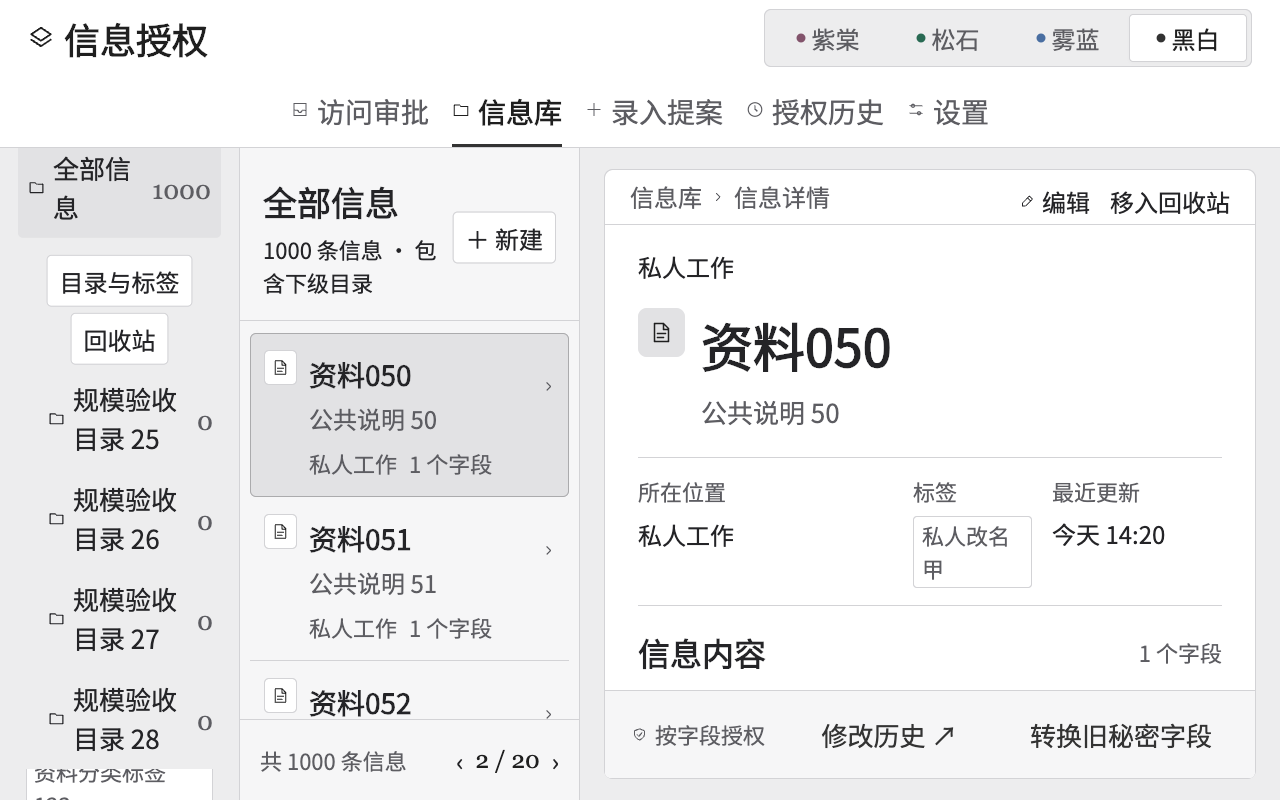 信息授权
紫棠
松石
雾蓝
黑白
访问审批
信息库
录入提案
授权历史
设置
全部信
息
1000
目录与标签
回收站
规模验收
目录 25
0
规模验收
目录 26
0
规模验收
目录 27
0
规模验收
目录 28
0
资料分类标签
全部信息
1000 条信息 · 包
含下级目录
+ 新建
资料050
公共说明 50
私人工作 1 个字段
资料051
公共说明 51
私人工作 1 个字段
资料052
共 1000 条信息
‹ 2 / 20 ›
信息库 › 信息详情
编辑
移入回收站
私人工作
资料050
公共说明 50
所在位置
私人工作
标签
私人改名
甲
最近更新
今天 14:20
信息内容
1 个字段
按字段授权
修改历史 ↗
转换旧秘密字段